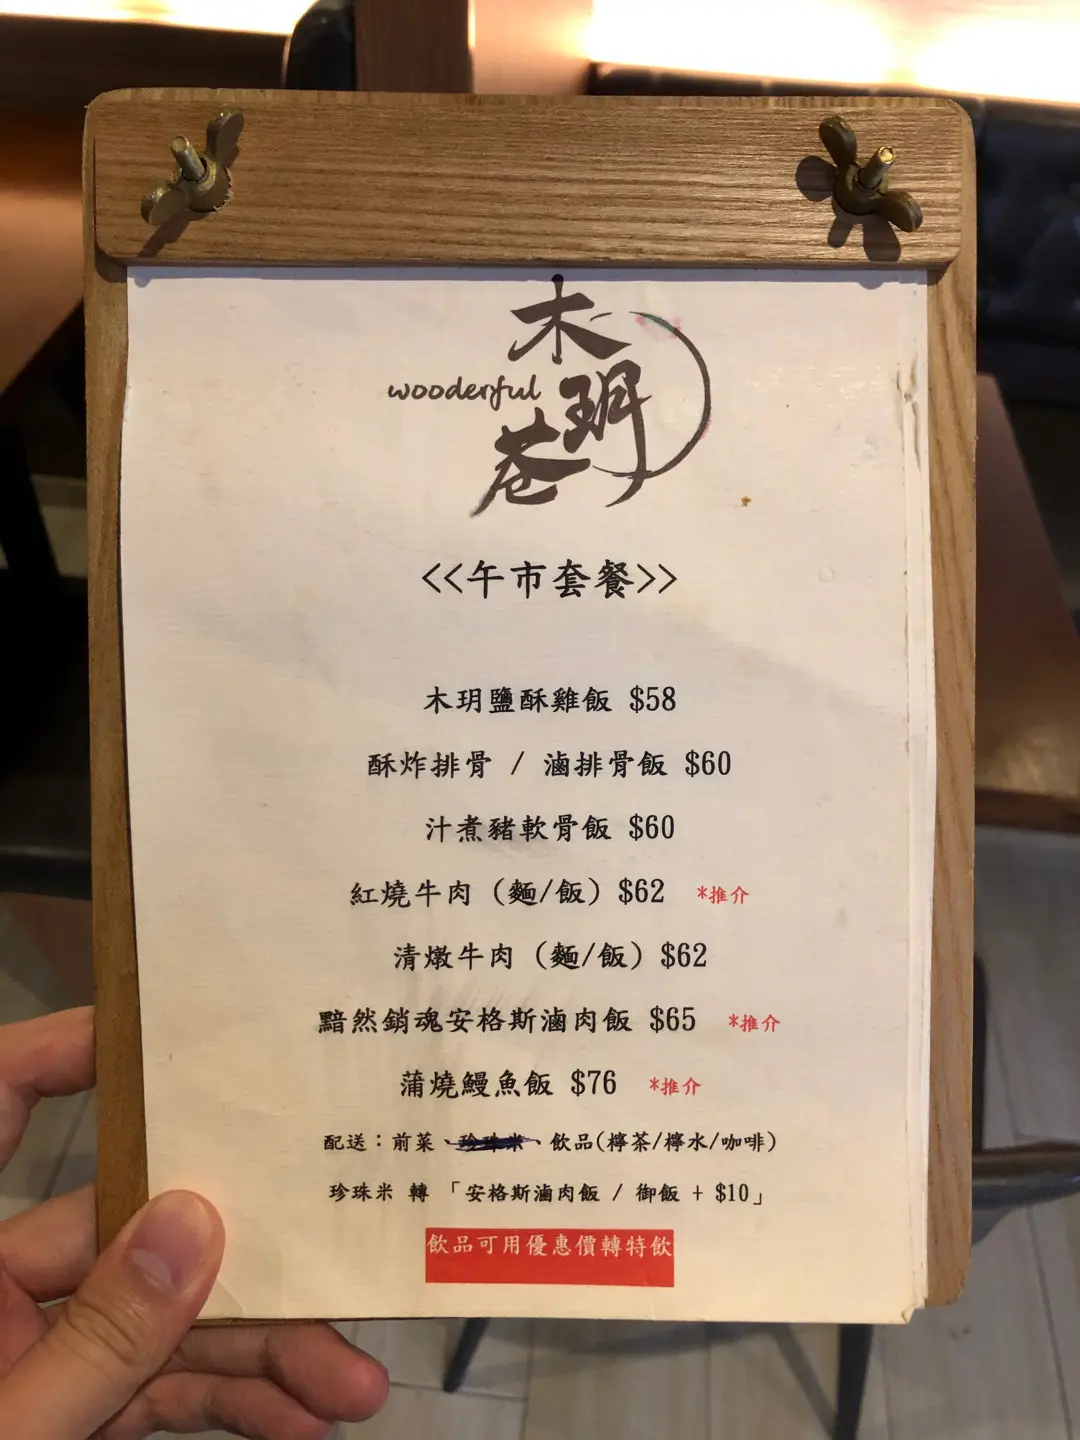 木
wooderful
玥
巷
<<午市套餐>>
木玥鹽酥雞飯 $58
酥炸排骨 / 滷排骨飯 $60
汁煮豬軟骨飯 $60
紅燒牛肉 (麵/飯) $62 *推介
清燉牛肉 (麵/飯) $62
黯然銷魂安格斯滷肉飯 $65 *推介
蒲燒鰻魚飯 $76 *推介
配送：前菜、珍珠米、飲品(檸茶/檸水/咖啡)
珍珠米 轉 「安格斯滷肉飯 / 御飯 + $10」
飲品可用優惠價轉特飲